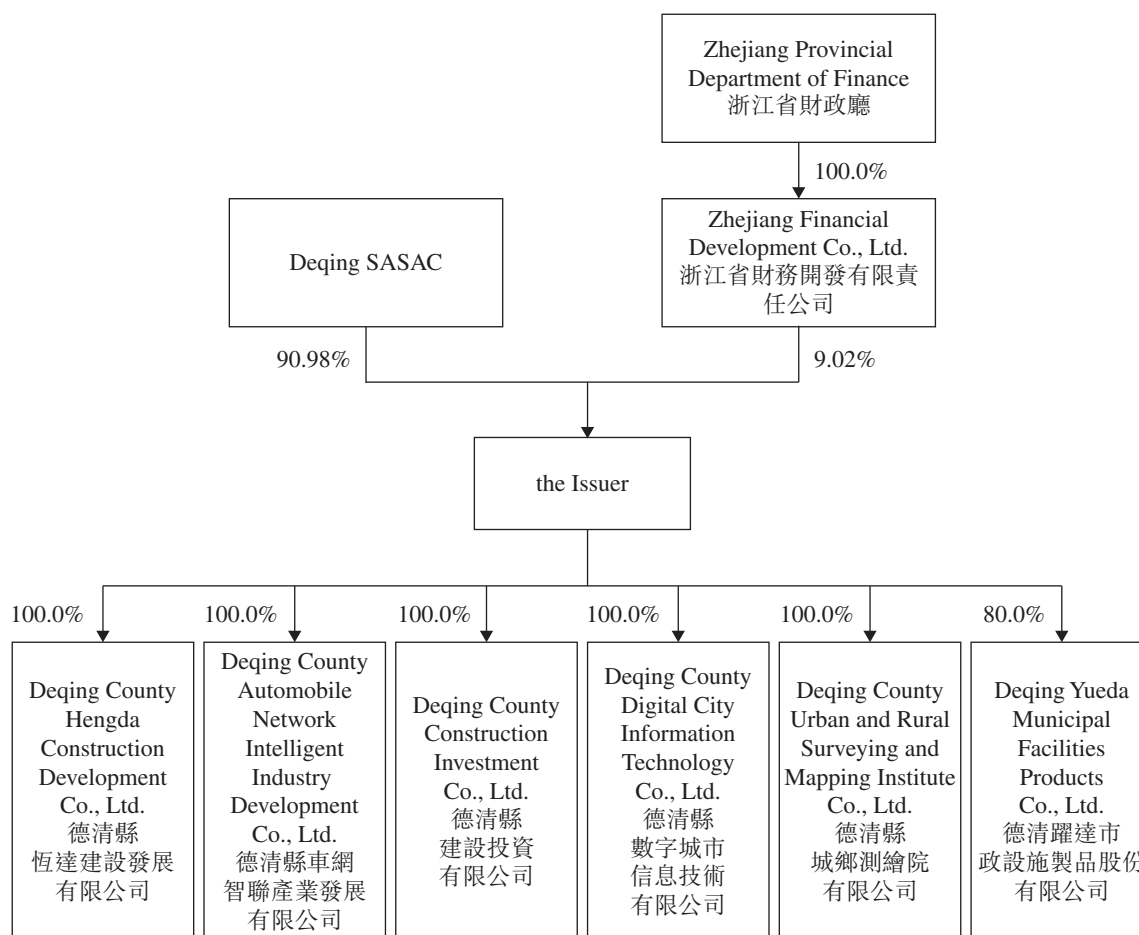 Zhejiang Provincial
Department of Finance
浙江省財政廳
100.0%
Deqing SASAC
Zhejiang Financial
Development Co., Ltd.
浙江省財務開發有限責
任公司
90.98%
9.02%
the Issuer
100.0%
100.0%
100.0%
100.0%
100.0%
80.0%
Deqing County
Hengda
Construction
Development
Co., Ltd.
德清縣
恆達建設發展
有限公司
Deqing County
Automobile
Network
Intelligent
Industry
Development
Co., Ltd.
德清縣車網
智聯產業發展
有限公司
Deqing County
Construction
Investment
Co., Ltd.
德清縣
建設投資
有限公司
Deqing County
Digital City
Information
Technology
Co., Ltd.
德清縣
數字城市
信息技術
有限公司
Deqing County
Urban and Rural
Surveying and
Mapping Institute
Co., Ltd.
德清縣
城鄉測繪院
有限公司
Deqing Yueda
Municipal
Facilities
Products
Co., Ltd.
德清躍達市
政設施製品股份
有限公司